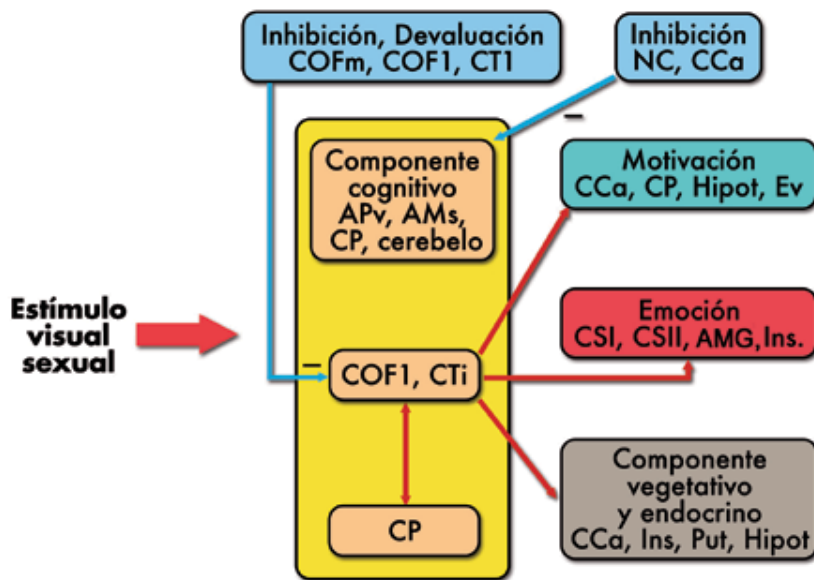 Inhibición, Devaluación
COFm, COF1, CT1
Inhibición
NC, CCa
–
Componente
cognitivo
APv, AMs,
CP, cerebelo
Motivación
CCa, CP, Hipot, Ev
Estímulo
visual
sexual
Emoción
CSI, CSII, AMG, Ins.
–
COF1, CTi
Componente
vegetativo
y endocrino
CCa, Ins, Put, Hipot
CP